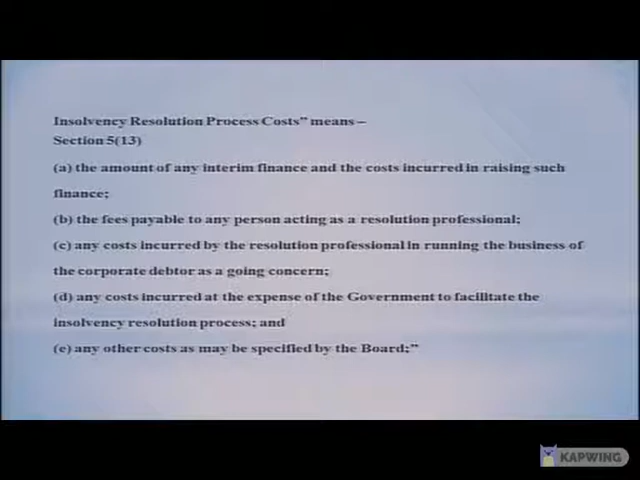 Insolvency Resolution Process Costs” means –
Section 5(13)
(a) the amount of any interim finance and the costs incurred in raising such
finance;
(b) the fees payable to any person acting as a resolution professional;
(c) any costs incurred by the resolution professional in running the business of
the corporate debtor as a going concern;
(d) any costs incurred at the expense of the Government to facilitate the
insolvency resolution process; and
(e) any other costs as may be specified by the Board;”
KAPWING